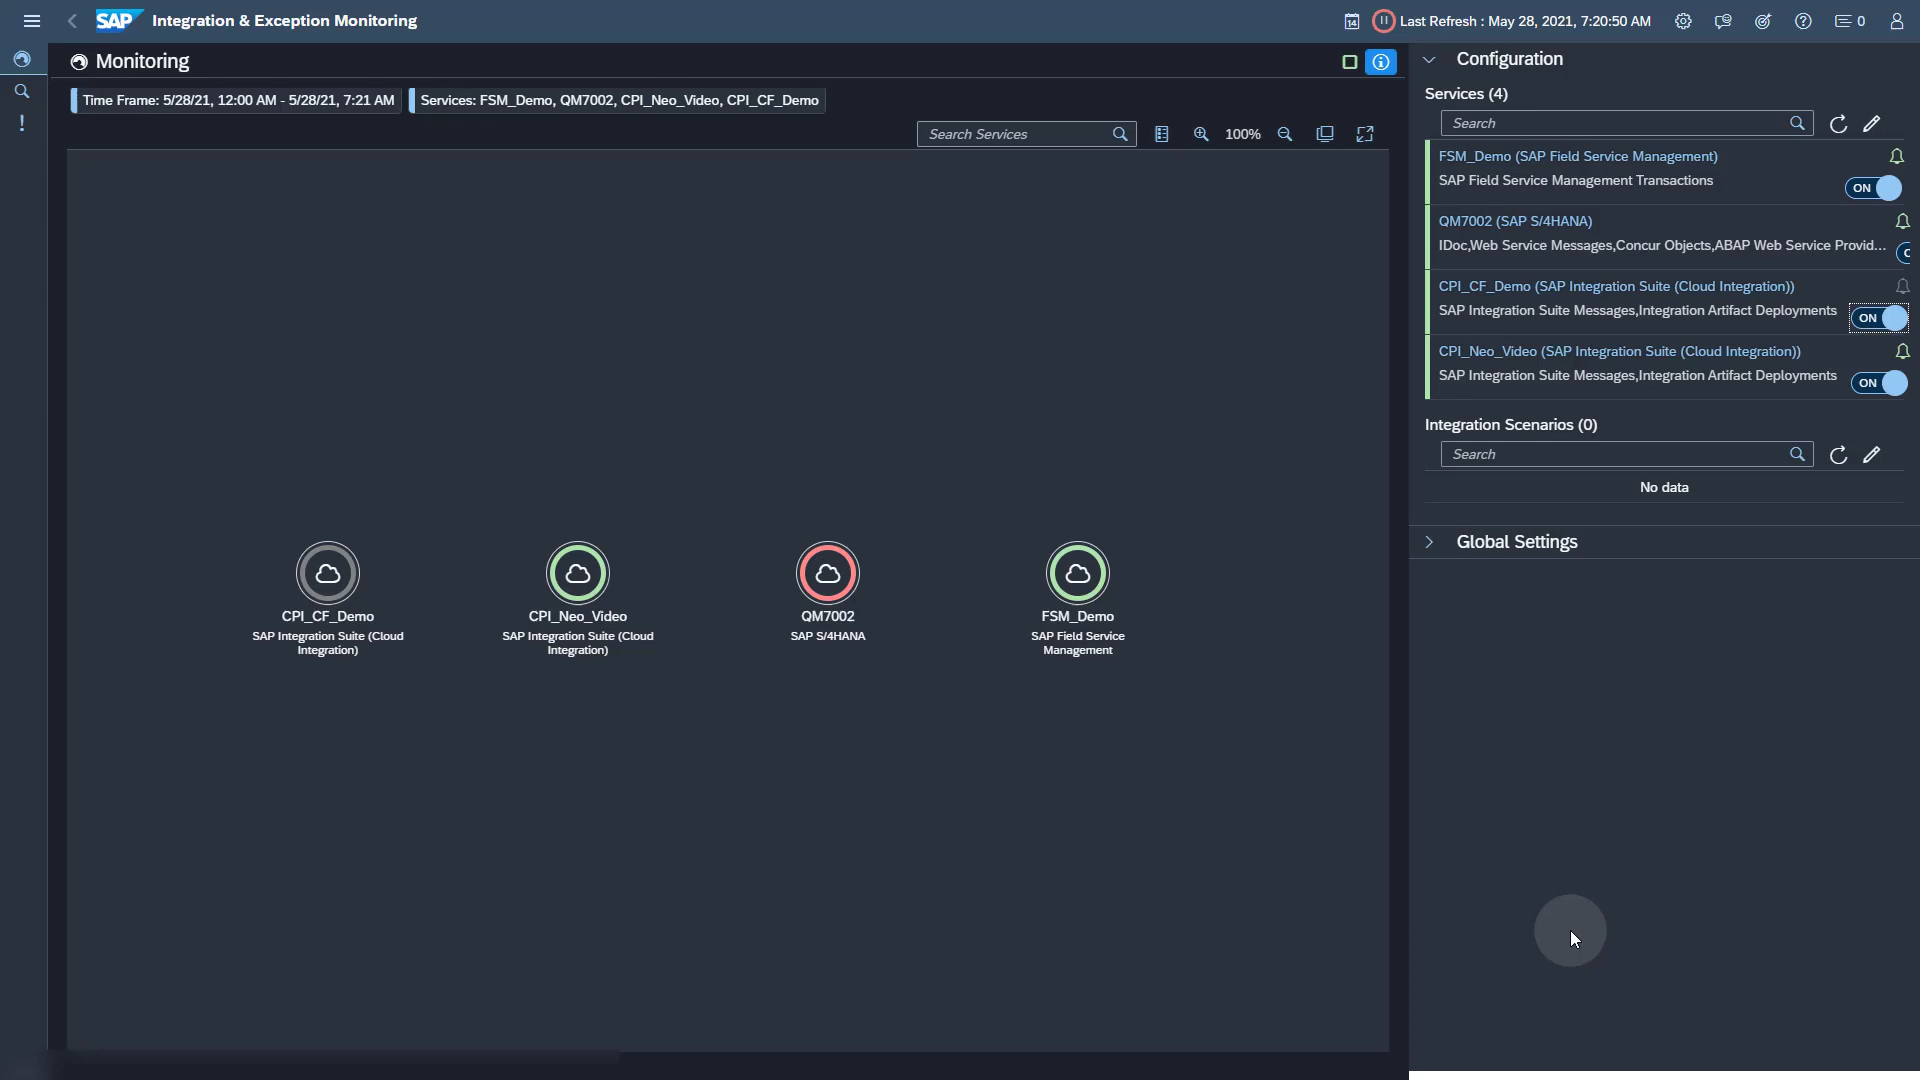 SAP Integration & Exception Monitoring
14
Last Refresh : May 28, 2021, 7:20:50 AM
0
Monitoring
Time Frame: 5/28/21, 12:00 AM - 5/28/21, 7:21 AM
Services: FSM_Demo, QM7002, CPI_Neo_Video, CPI_CF_Demo
Search Services
100%
CPI_CF_Demo
SAP Integration Suite (Cloud
Integration)
CPI_Neo_Video
SAP Integration Suite (Cloud
Integration)
QM7002
SAP S/4HANA
FSM_Demo
SAP Field Service
Management
Configuration
Services (4)
Search
FSM_Demo (SAP Field Service Management)
SAP Field Service Management Transactions
ON
QM7002 (SAP S/4HANA)
IDoc,Web Service Messages,Concur Objects,ABAP Web Service Provid...
CPI_CF_Demo (SAP Integration Suite (Cloud Integration))
SAP Integration Suite Messages,Integration Artifact Deployments
ON
CPI_Neo_Video (SAP Integration Suite (Cloud Integration))
SAP Integration Suite Messages,Integration Artifact Deployments
ON
Integration Scenarios (0)
Search
No data
Global Settings